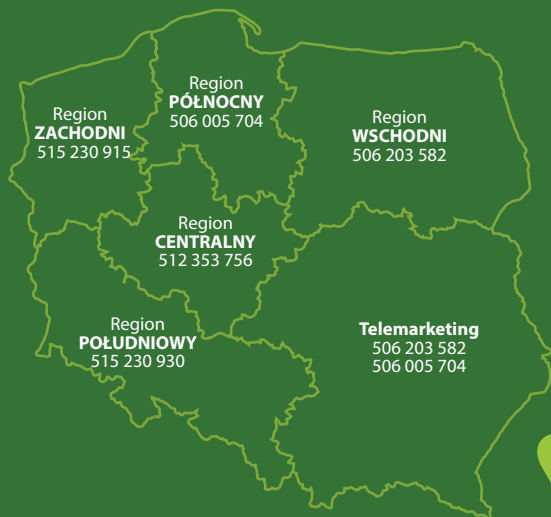 Region
PÓŁNOCNY
506 005 704
Region
ZACHODNI
515 230 915
Region
WSCHODNI
506 203 582
Region
CENTRALNY
512 353 756
Region
POŁUDNIOWY
515 230 930
Telemarketing
506 203 582
506 005 704